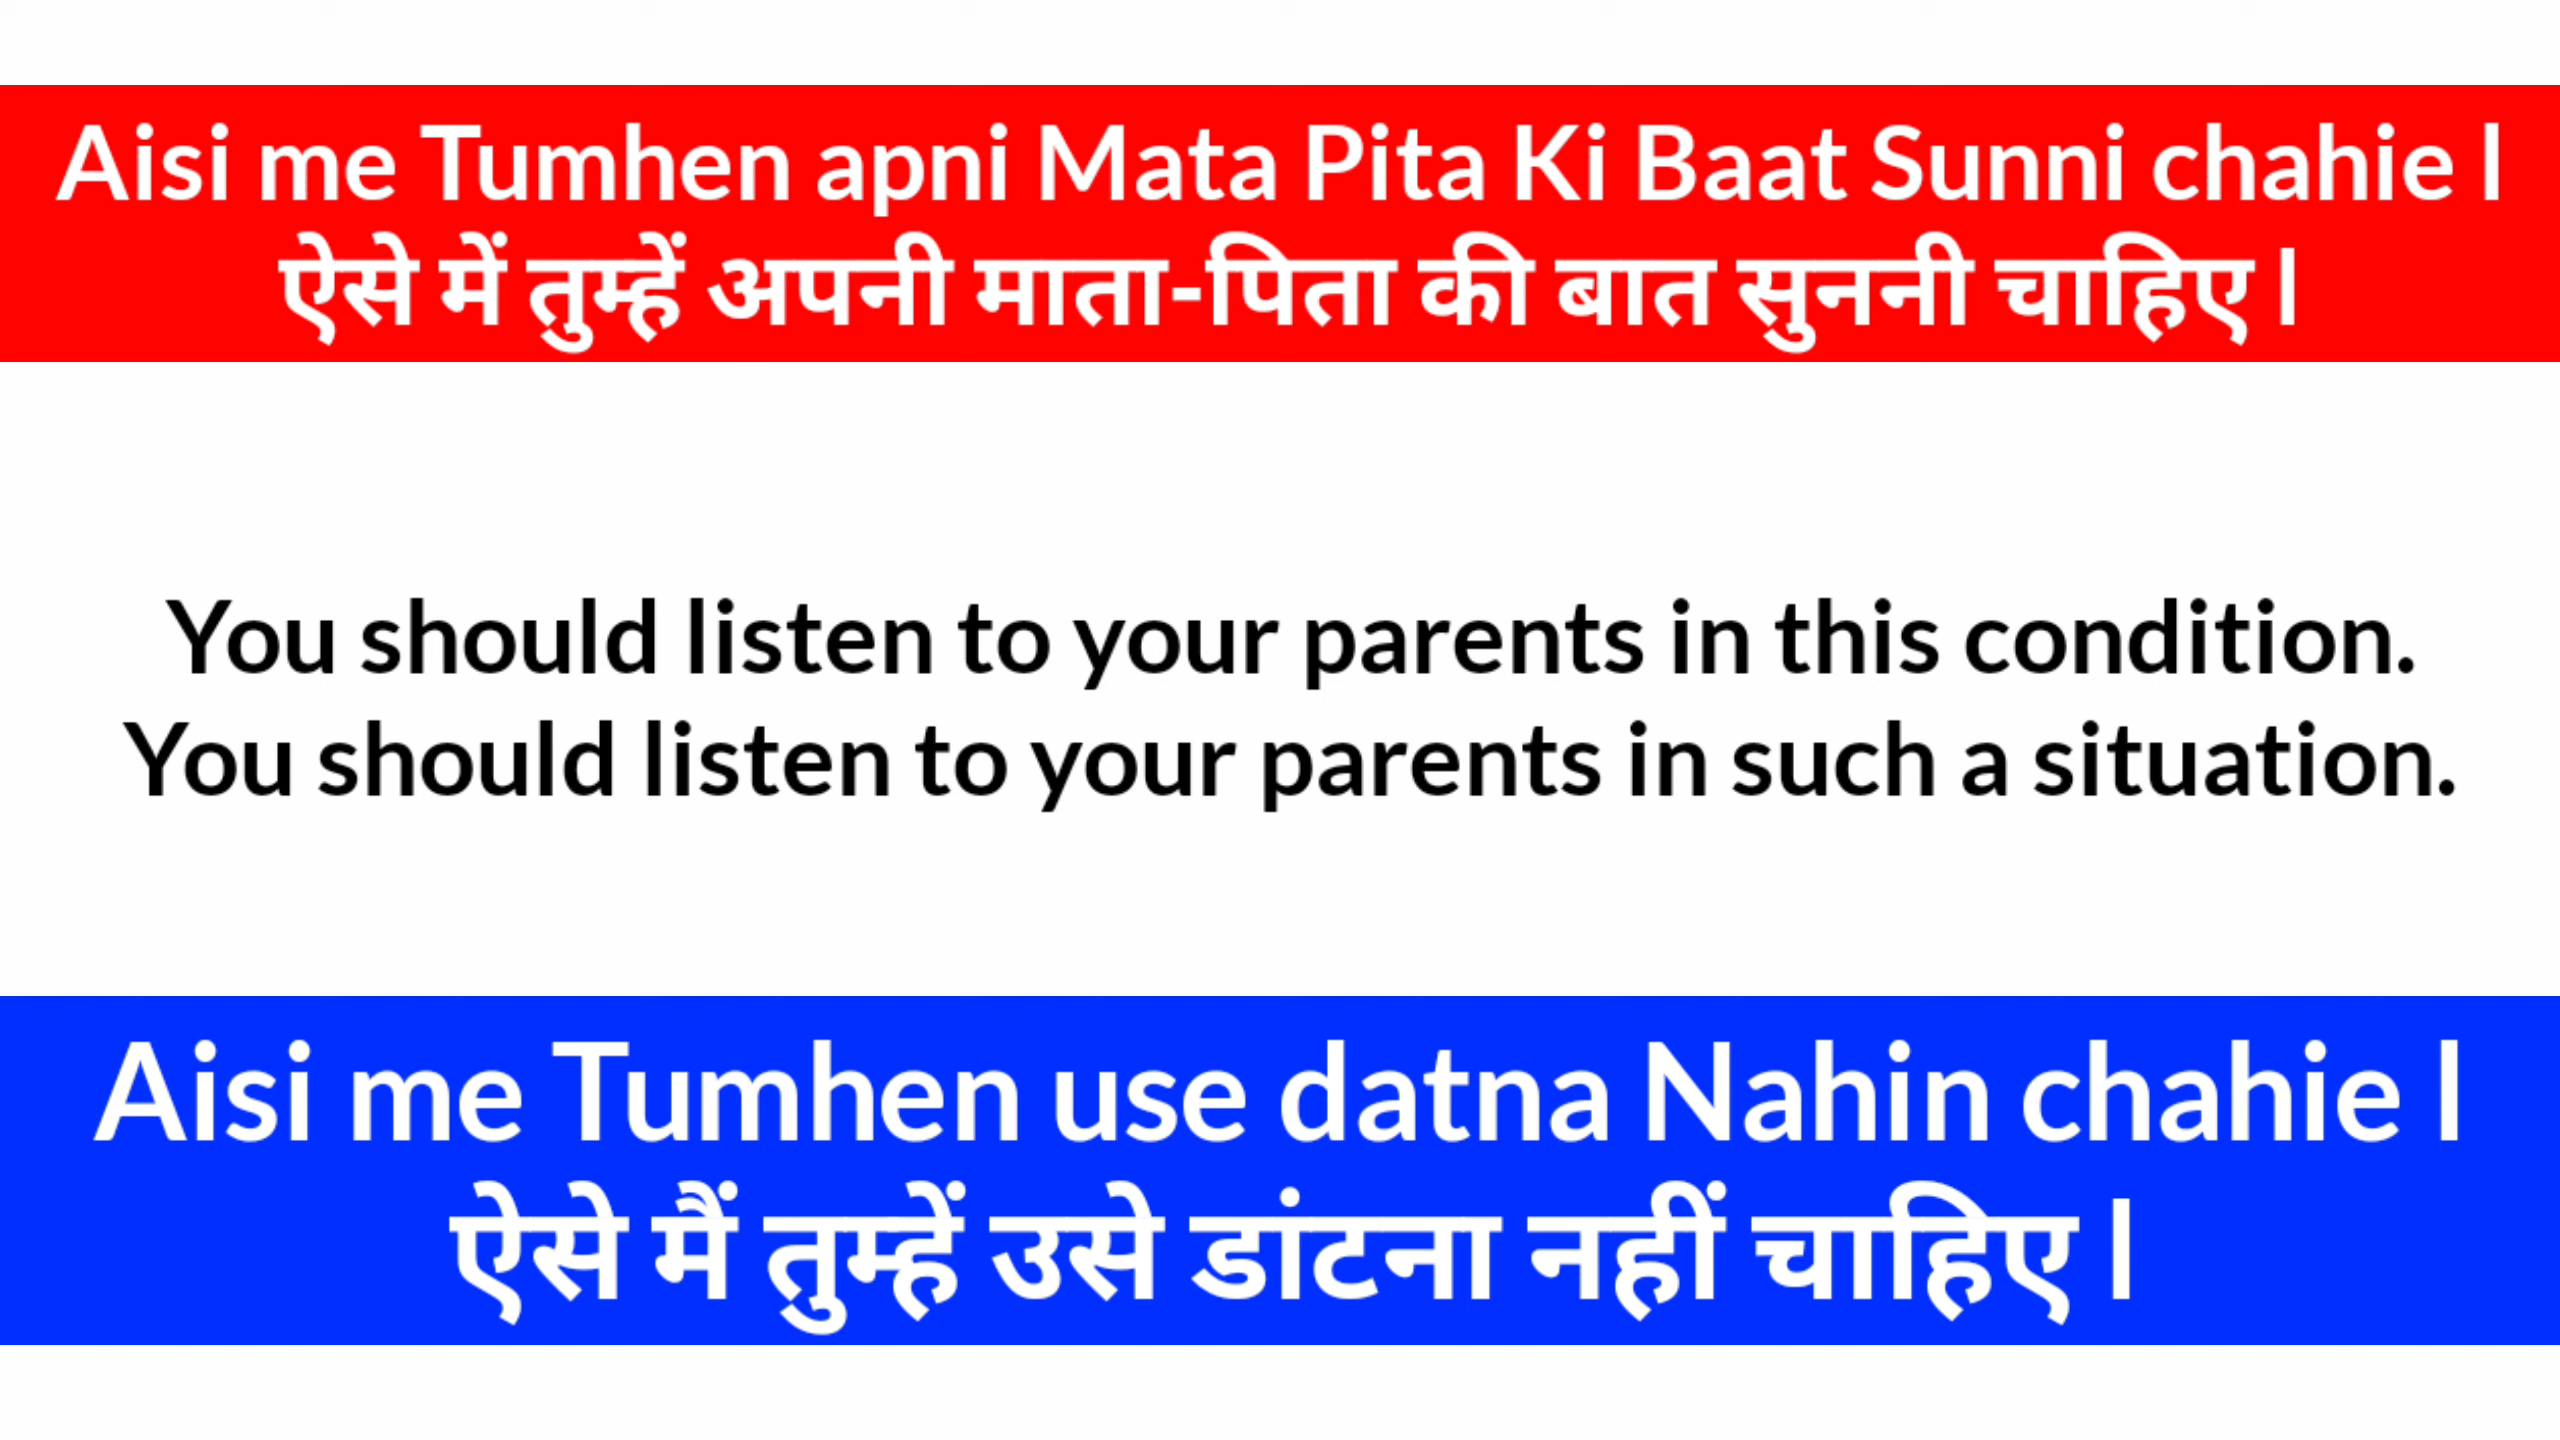 Aisi me Tumhen apni Mata Pita Ki Baat Sunni chahie l
ऐसे में तुम्हें अपनी माता-पिता की बात सुननी चाहिए l
You should listen to your parents in this condition.
You should listen to your parents in such a situation.
Aisi me Tumhen use datna Nahin chahie l
ऐसे मैं तुम्हें उसे डांटना नहीं चाहिए l